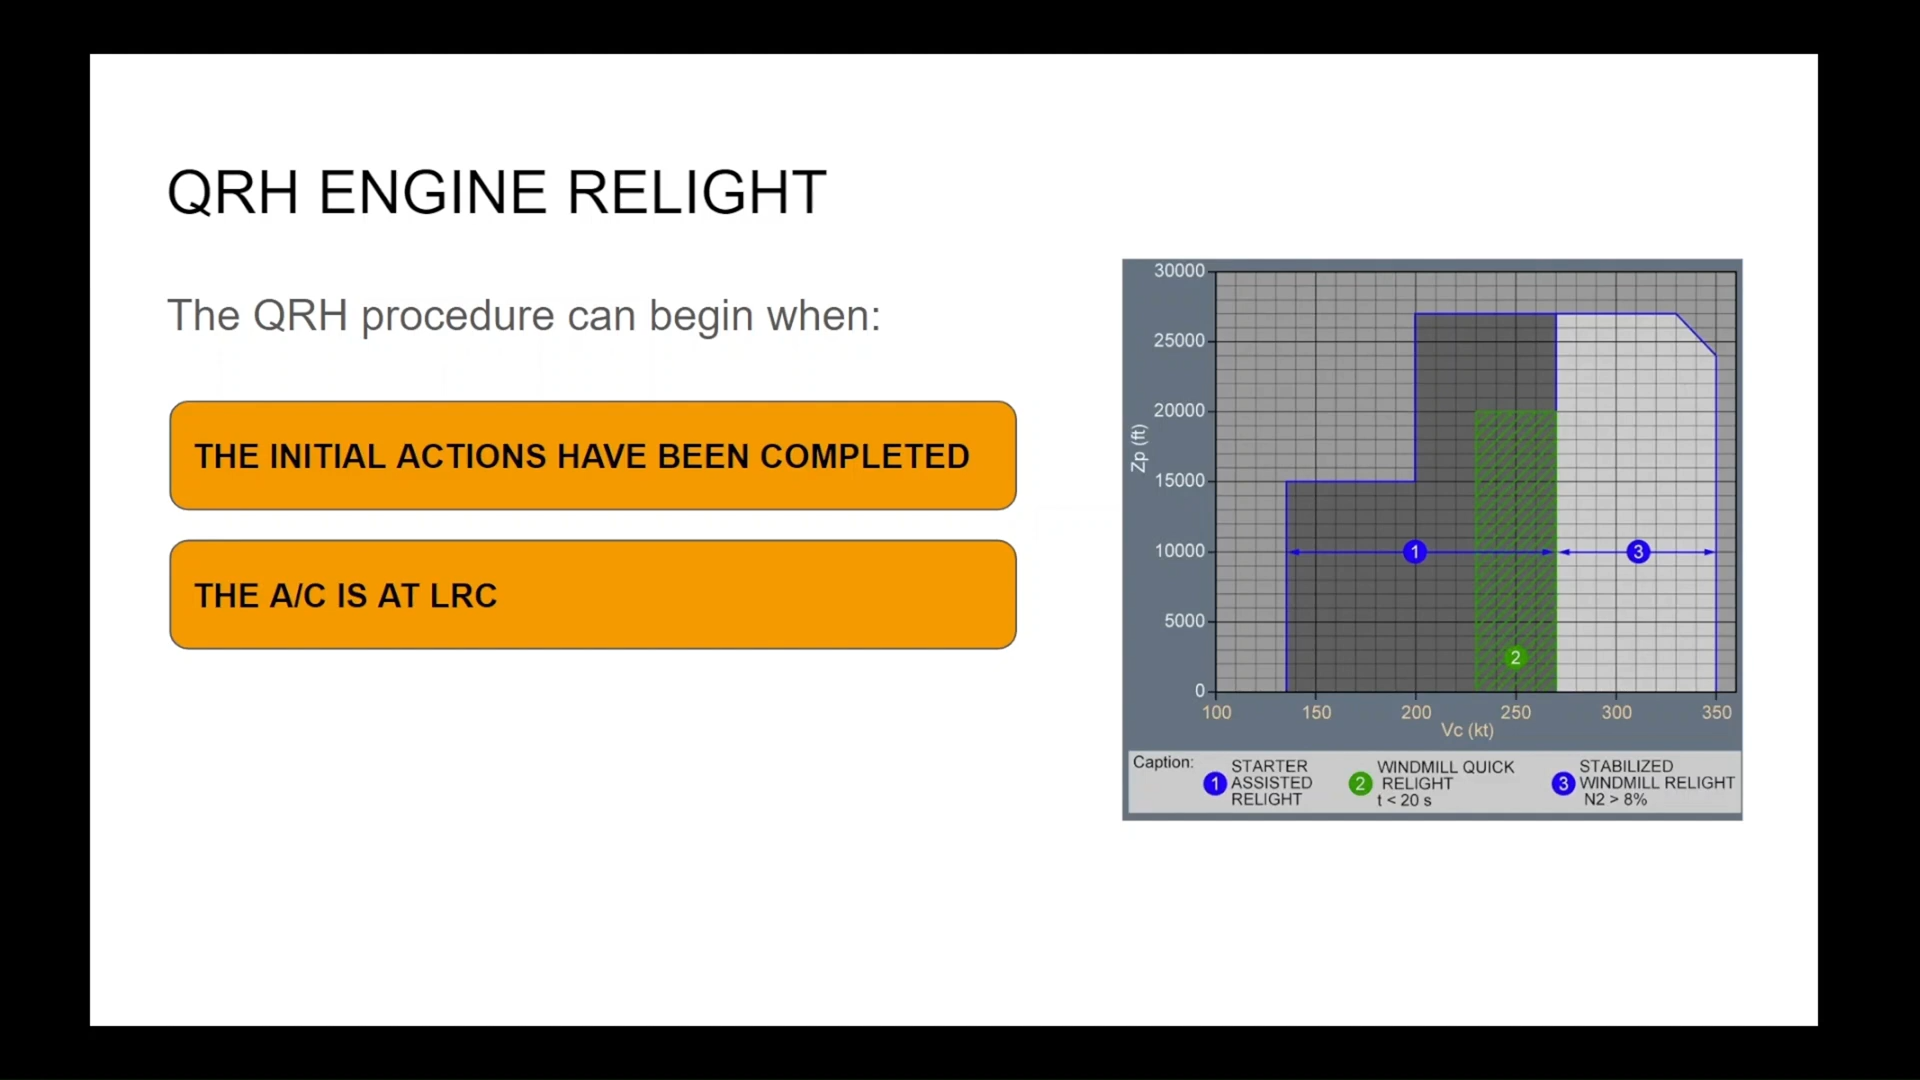 QRH ENGINE RELIGHT
The QRH procedure can begin when:
THE INITIAL ACTIONS HAVE BEEN COMPLETED
THE A/C IS AT LRC
30000
25000
20000
15000
10000
5000
0
Zp (ft)
1
3
2
100 150 200 250 300 350
Vc (kt)
Caption:
1 STARTER
ASSISTED
RELIGHT
2 WINDMILL QUICK
RELIGHT
t < 20 s
3 STABILIZED
WINDMILL RELIGHT
N2 > 8%